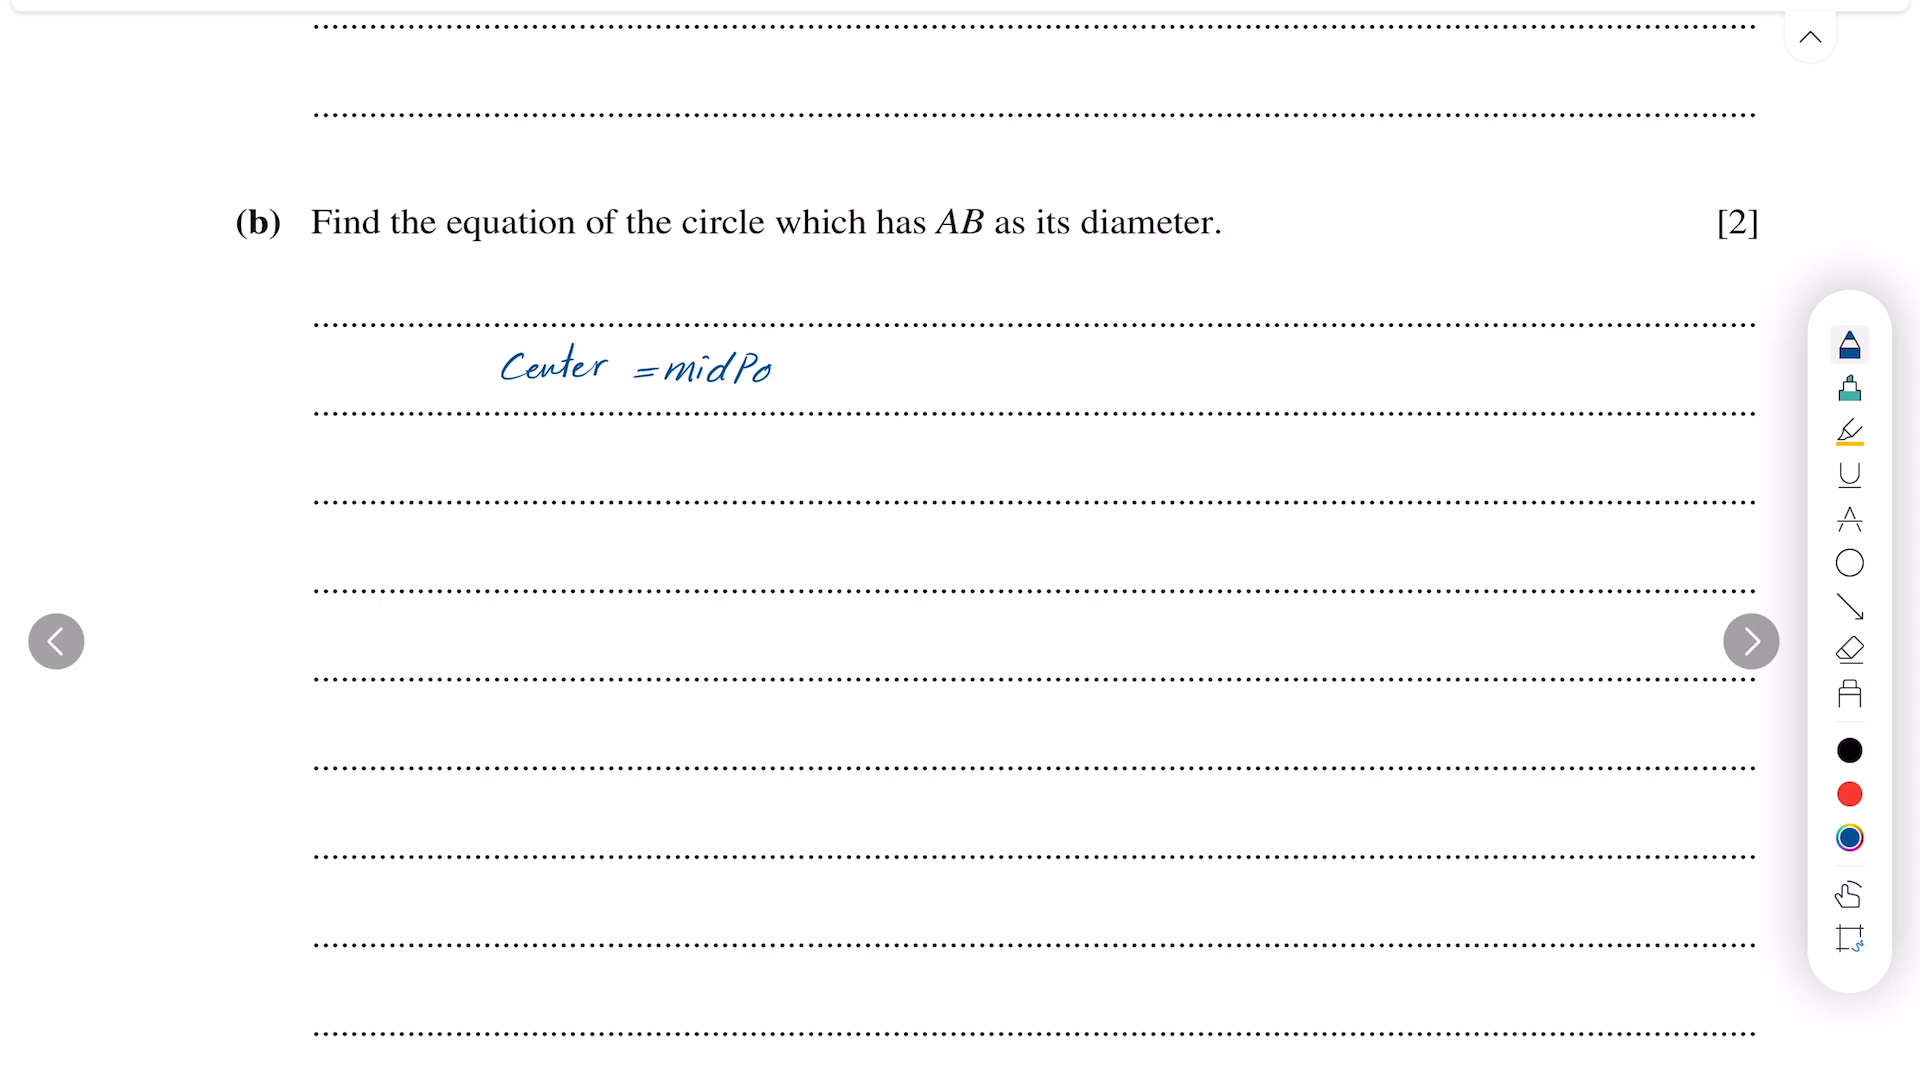 (b) Find the equation of the circle which has AB as its diameter. [2]
Center = midPo